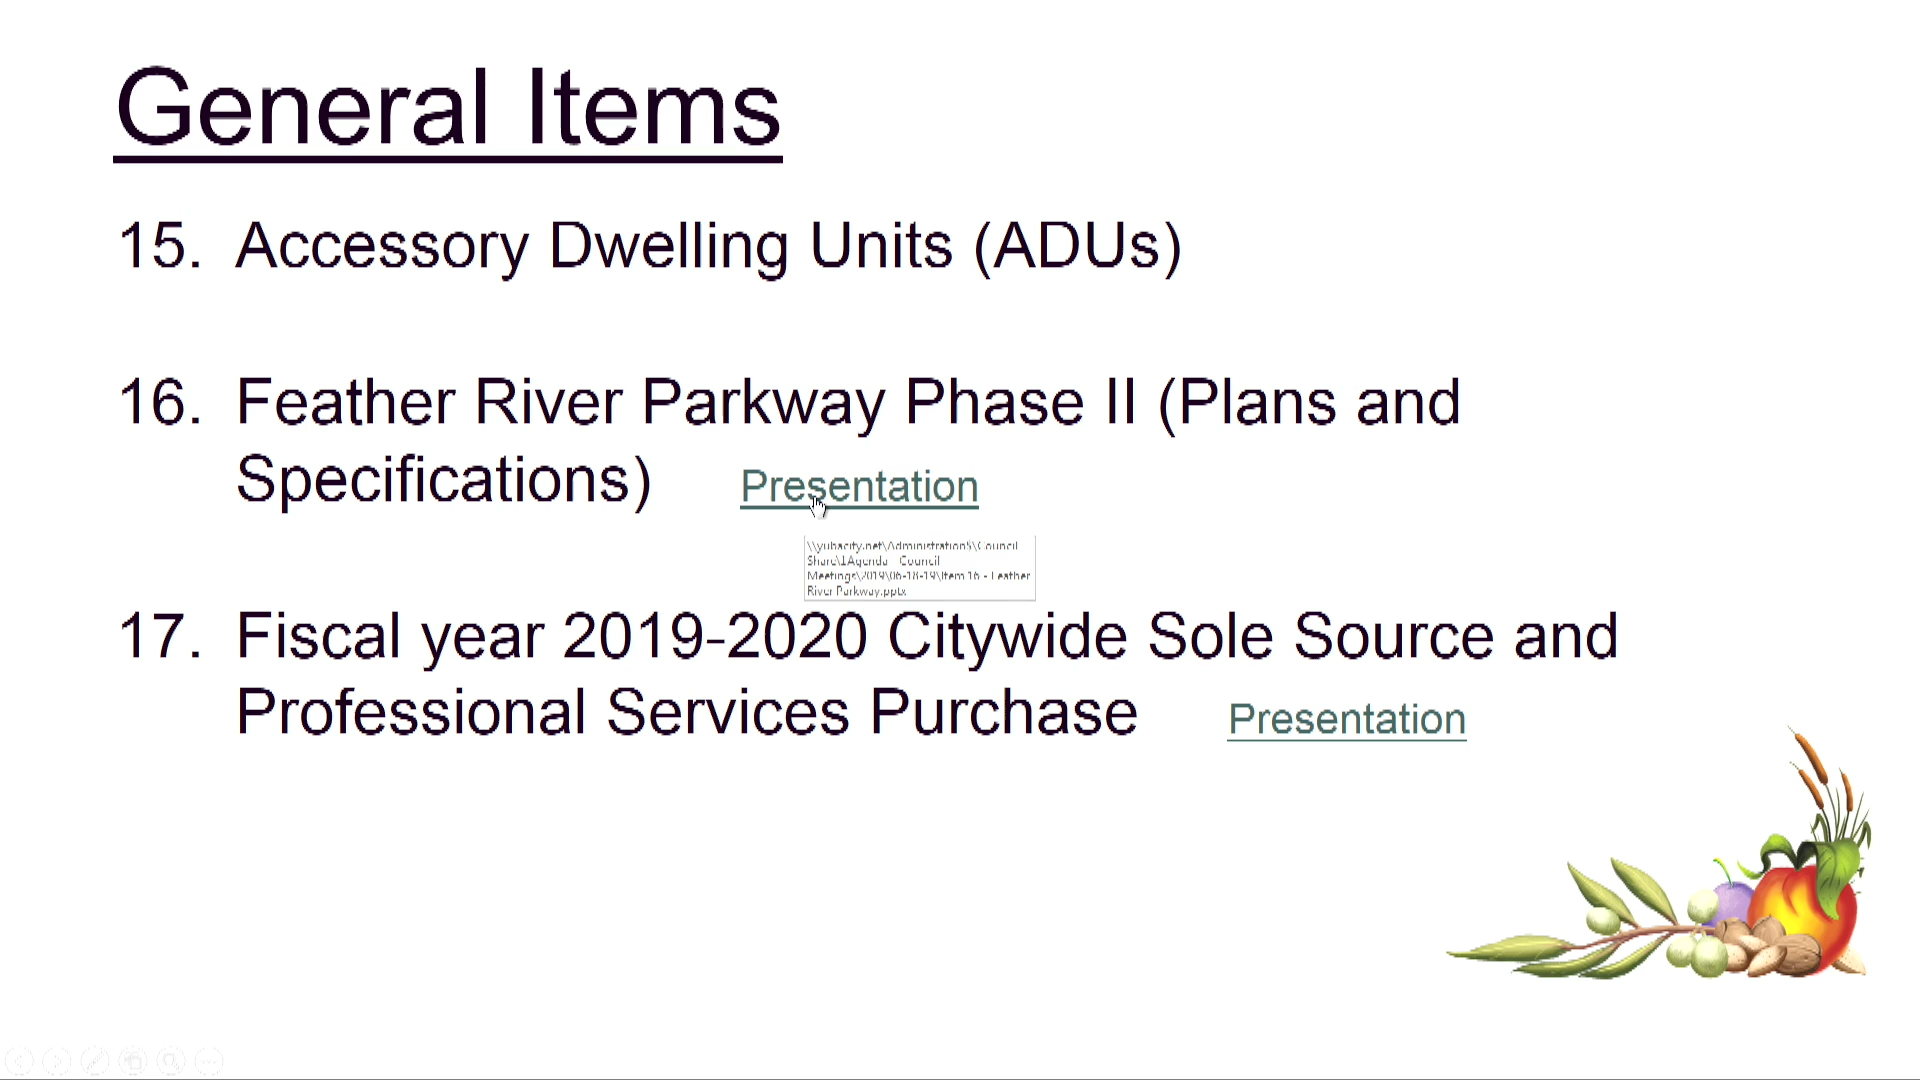 General Items
15. Accessory Dwelling Units (ADUs)
16. Feather River Parkway Phase II (Plans and
Specifications) Presentation
\\yubacity.net\Administration$\Council
Share\1Agenda - Council
Meetings\2019\06-18-19\Item 16 - Feather
River Parkway.pptx
17. Fiscal year 2019-2020 Citywide Sole Source and
Professional Services Purchase Presentation